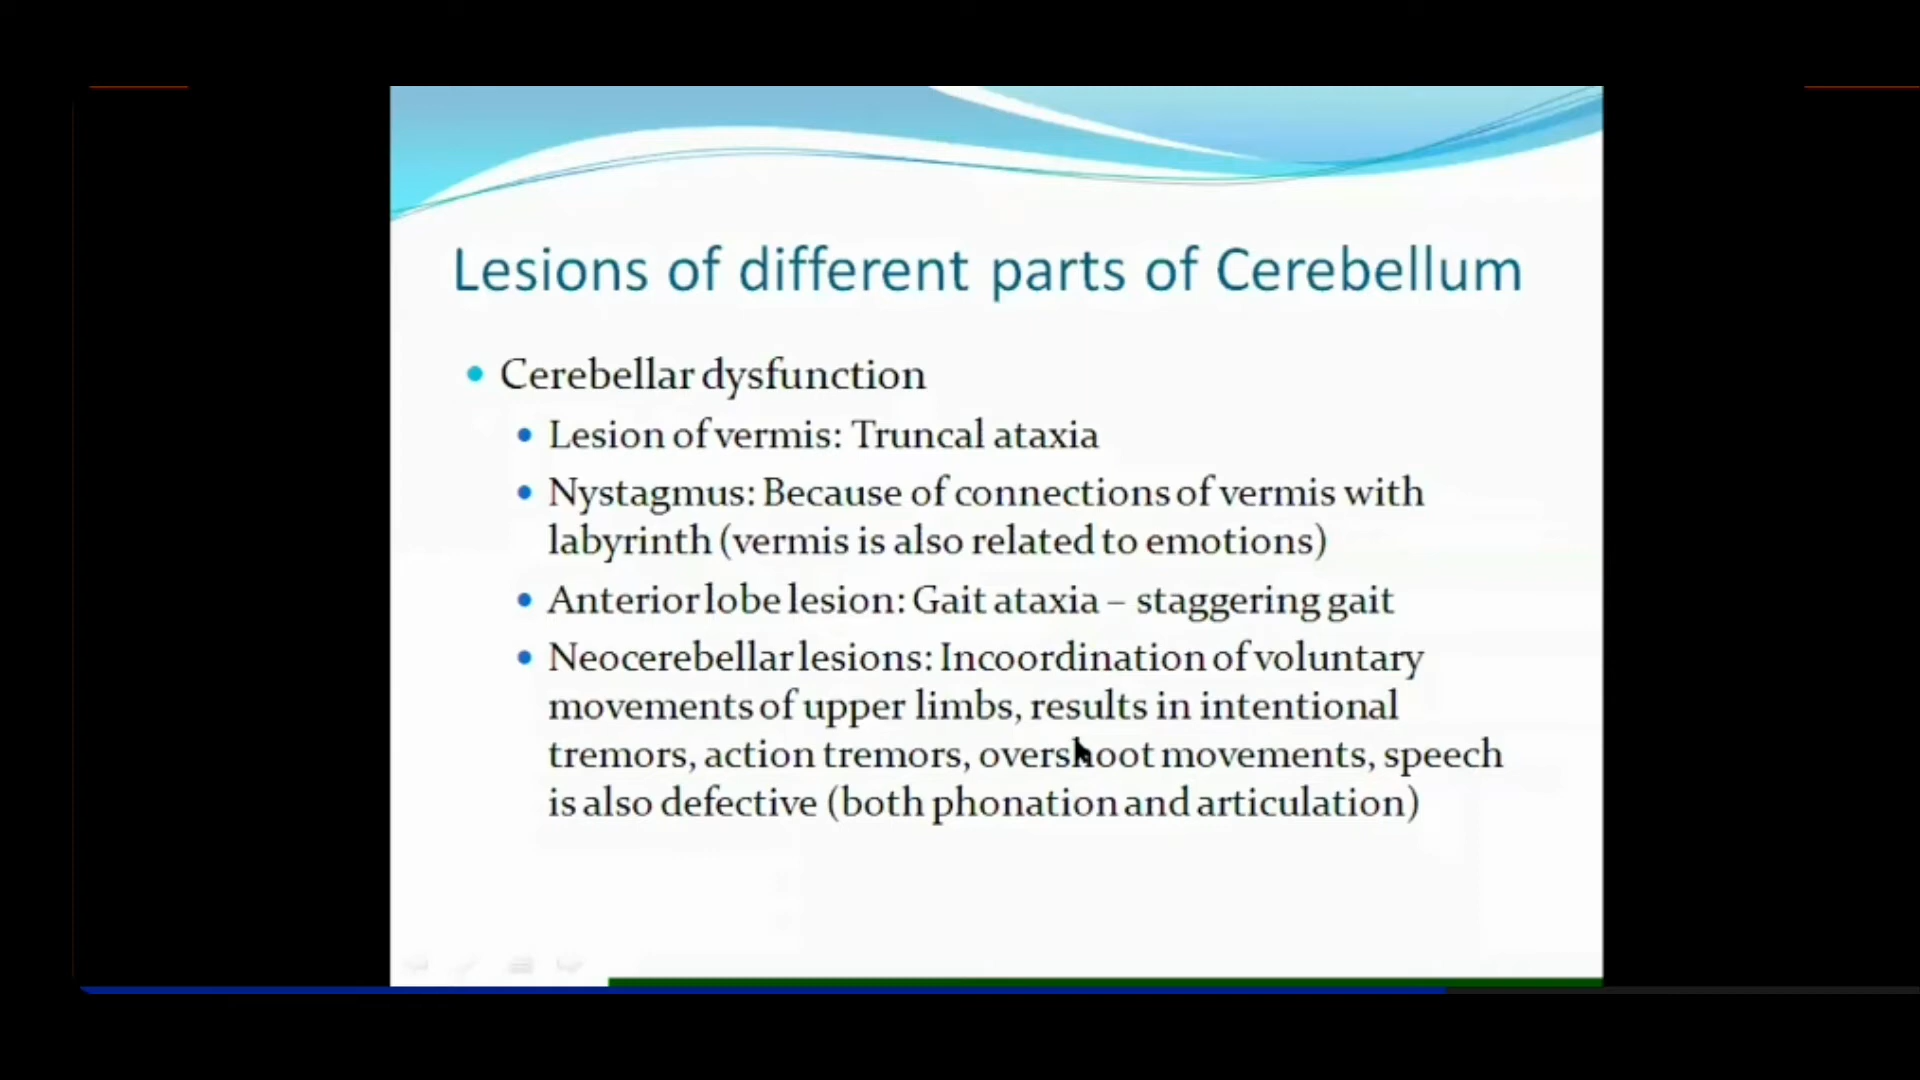 Lesions of different parts of Cerebellum
Cerebellar dysfunction
Lesion of vermis: Truncal ataxia
Nystagmus: Because of connections of vermis with
labyrinth (vermis is also related to emotions)
Anterior lobe lesion: Gait ataxia – staggering gait
Neocerebellar lesions: Incoordination of voluntary
movements of upper limbs, results in intentional
tremors, action tremors, overshoot movements, speech
is also defective (both phonation and articulation)